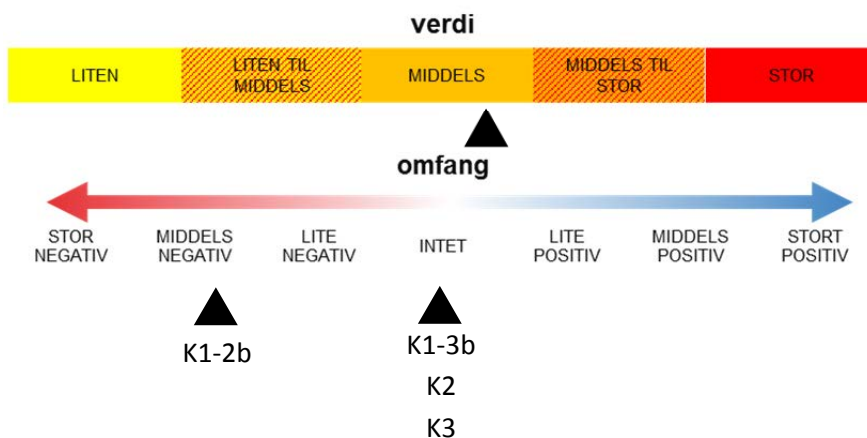 verdi
LITEN
LITEN TIL
MIDDELS
MIDDELS
MIDDELS TIL
STOR
STOR
omfang
STOR
NEGATIV
MIDDELS
NEGATIV
LITE
NEGATIV
INTET
LITE
POSITIV
MIDDELS
POSITIV
STORT
POSITIV
K1-2b
K1-3b
K2
K3